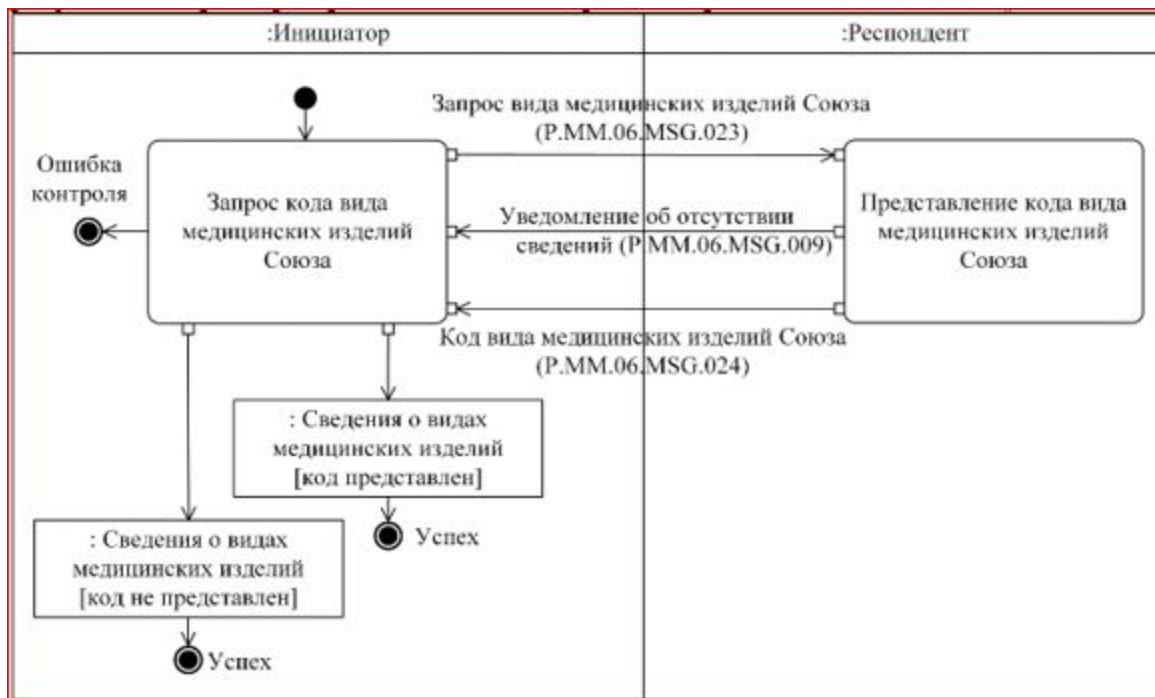 :Инициатор
:Респондент
Запрос вида медицинских изделий Союза
(P.MM.06.MSG.023)
Ошибка
контроля
Запрос кода вида
медицинских изделий
Союза
Уведомление об отсутствии
сведений (P.MM.06.MSG.009)
Представление кода вида
медицинских изделий
Союза
Код вида медицинских изделий Союза
(P.MM.06.MSG.024)
: Сведения о видах
медицинских изделий
[код представлен]
Успех
: Сведения о видах
медицинских изделий
[код не представлен]
Успех